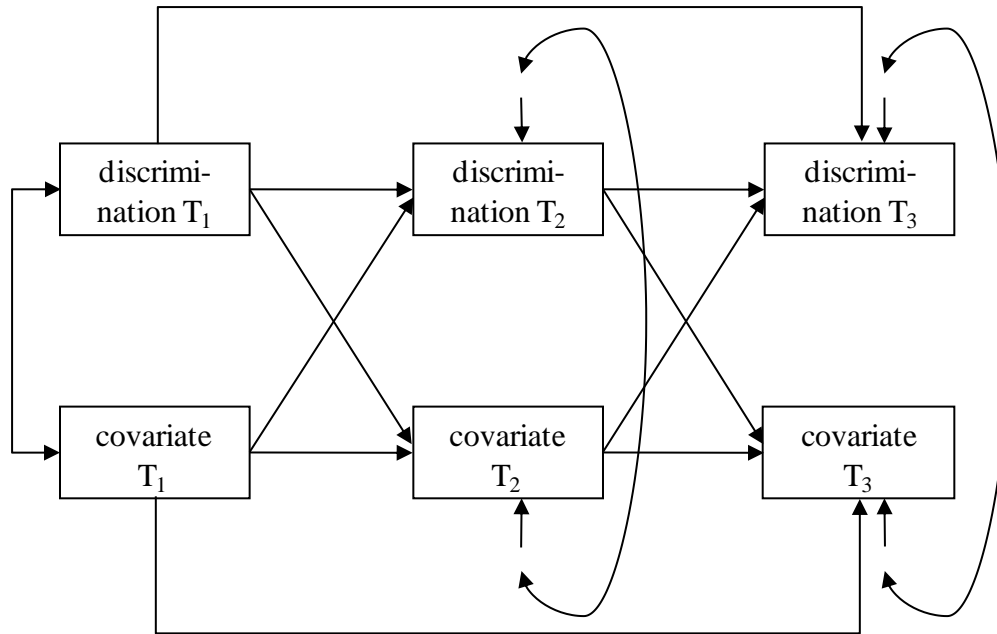 discrimi-
nation T₁
discrimi-
nation T₂
discrimi-
nation T₃
covariate
T₁
covariate
T₂
covariate
T₃